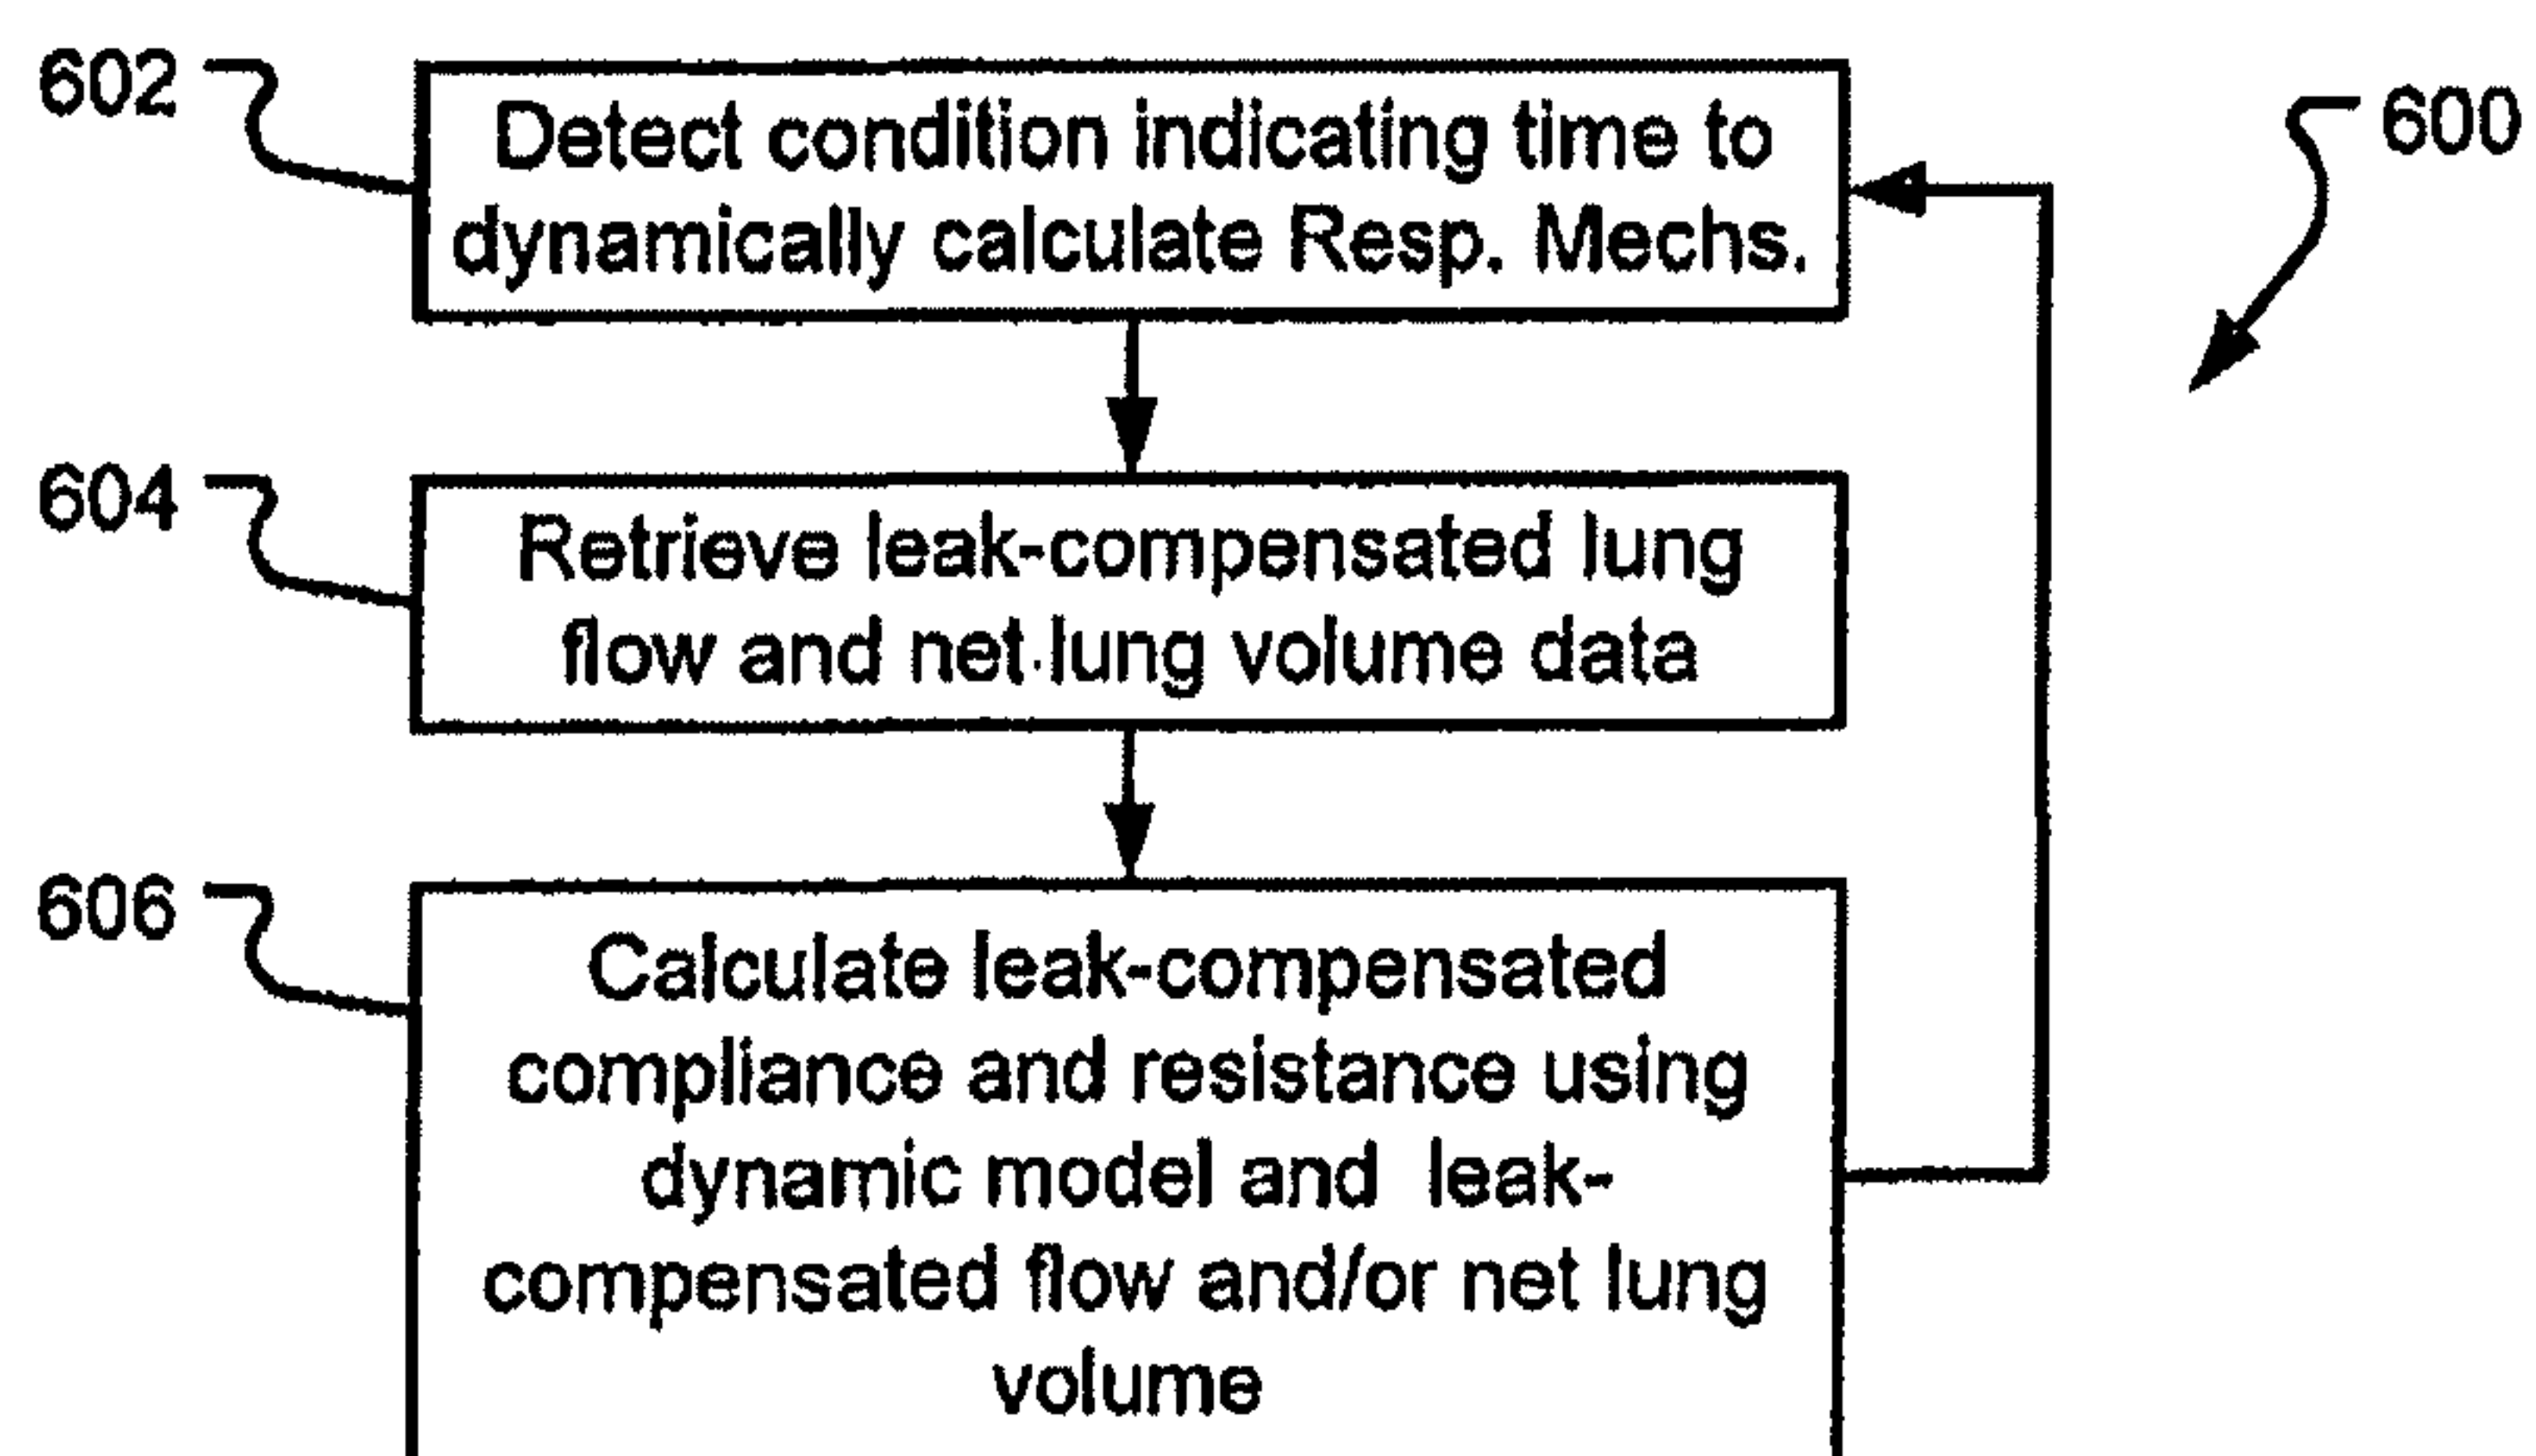 602
Detect condition indicating time to
dynamically calculate Resp. Mechs.
600
604
Retrieve leak-compensated lung
flow and net lung volume data
606
Calculate leak-compensated
compliance and resistance using
dynamic model and leak-
compensated flow and/or net lung
volume